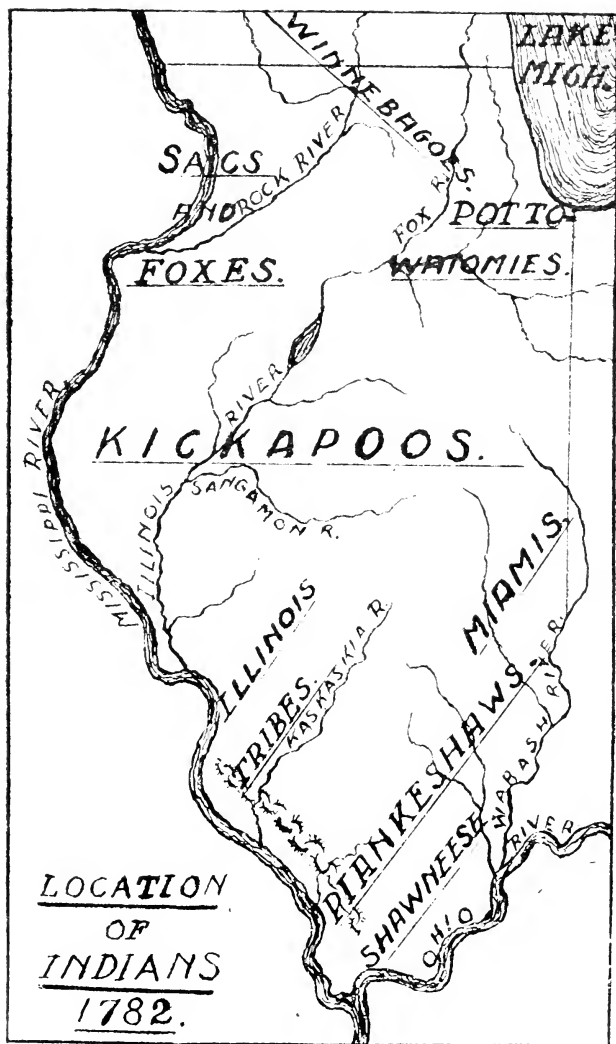 LAKE
MICH.
WINNEBAGOES.
SACS
AND
FOXES.
ROCK RIVER
FOX R.
POTTO-
WATOMIES.
MISSISSIPPI RIVER.
ILLINOIS RIVER
KICKAPOOS.
SANGAMON R.
ILLINOIS
TRIBES.
KASKASKIA R.
MIAMIS.
PIANKESHAWS.
WABASH RIVER.
SHAWNEESE
OHIO RIVER
LOCATION
OF
INDIANS
1782.